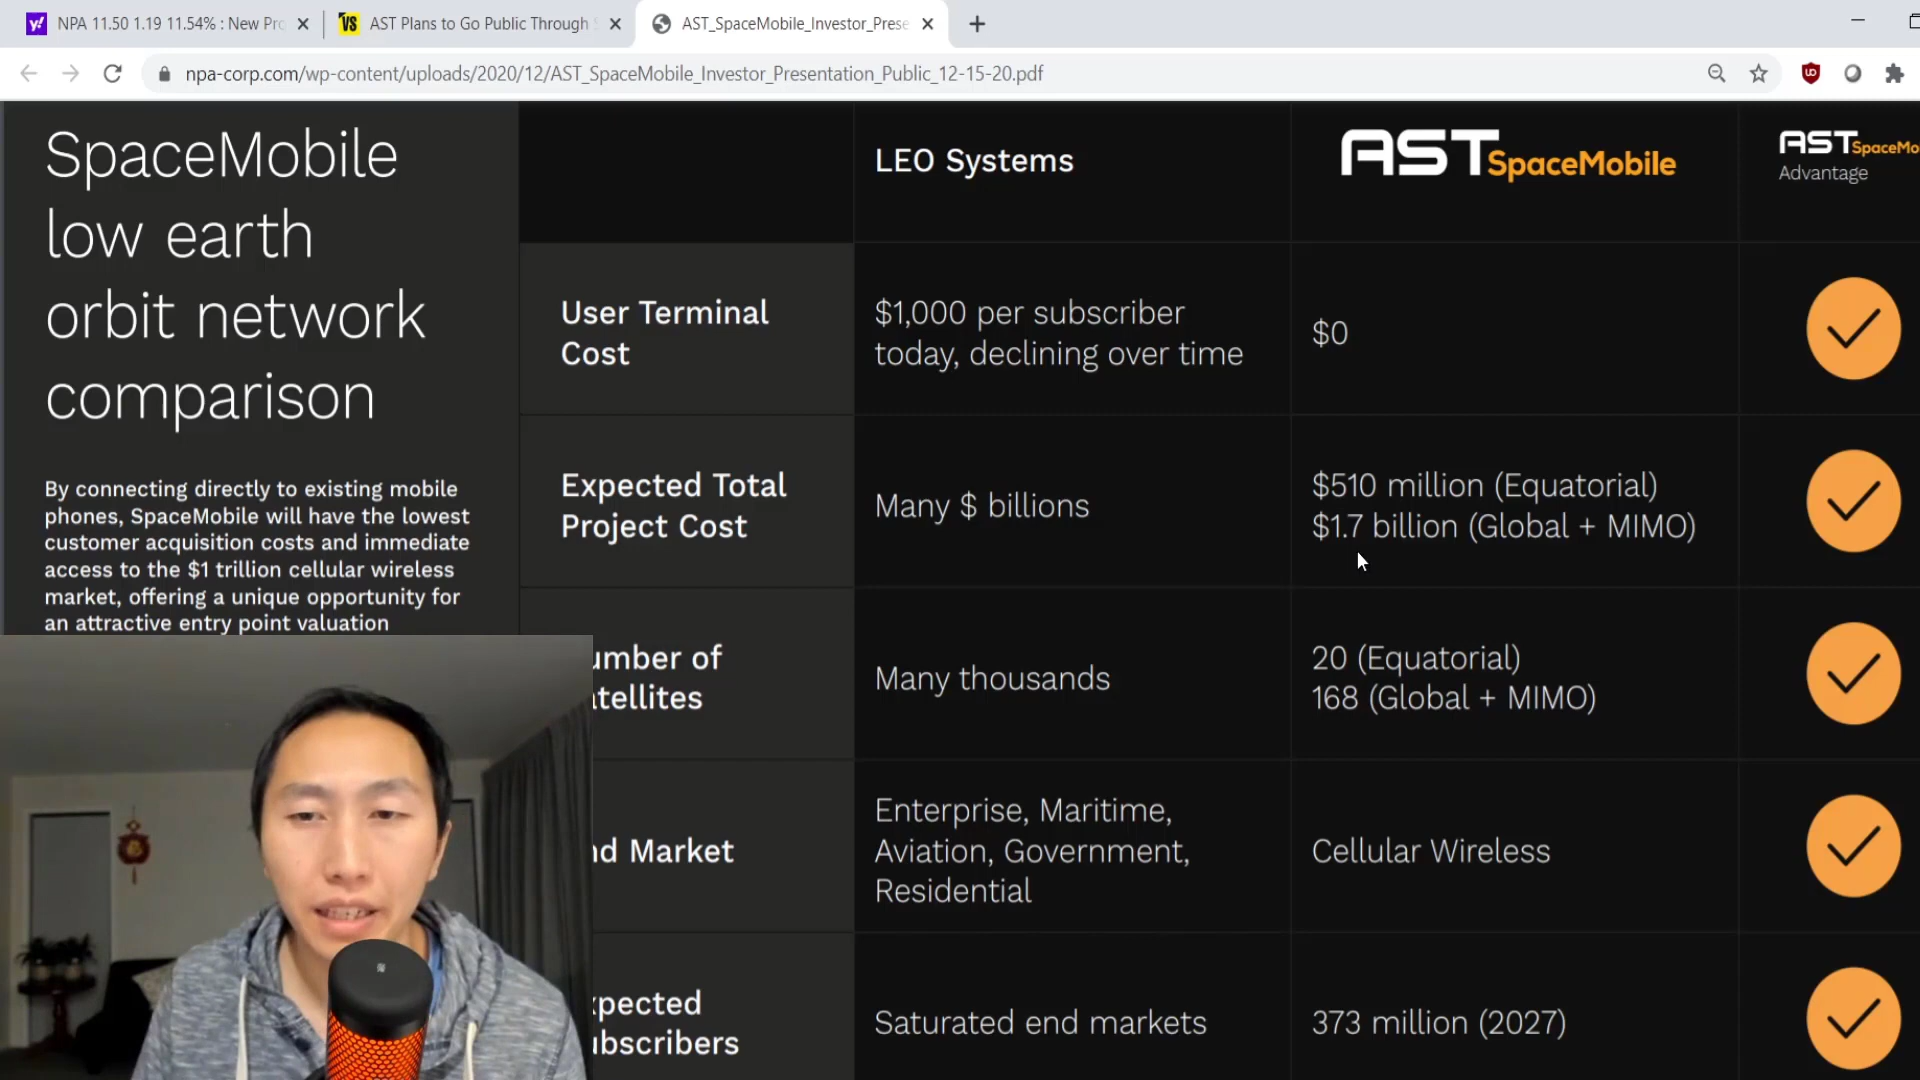 NPA 11.50 1.19 11.54% : New Pro
AST Plans to Go Public Through
AST_SpaceMobile_Investor_Prese
npa-corp.com/wp-content/uploads/2020/12/AST_SpaceMobile_Investor_Presentation_Public_12-15-20.pdf
SpaceMobile
low earth
orbit network
comparison
By connecting directly to existing mobile
phones, SpaceMobile will have the lowest
customer acquisition costs and immediate
access to the $1 trillion cellular wireless
market, offering a unique opportunity for
an attractive entry point valuation
LEO Systems
AST SpaceMobile
AST SpaceMo
Advantage
User Terminal
Cost
$1,000 per subscriber
today, declining over time
$0
Expected Total
Project Cost
Many $ billions
$510 million (Equatorial)
$1.7 billion (Global + MIMO)
umber of
tellites
Many thousands
20 (Equatorial)
168 (Global + MIMO)
nd Market
Enterprise, Maritime,
Aviation, Government,
Residential
Cellular Wireless
xpected
ubscribers
Saturated end markets
373 million (2027)